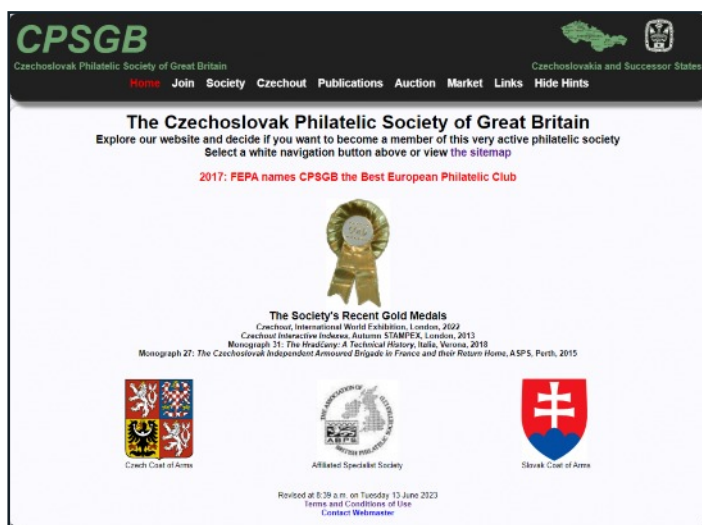 CPSGB
Czechoslovak Philatelic Society of Great Britain
Czechoslovakia and Successor States
Home Join Society Czechout Publications Auction Market Links Hide Hints
The Czechoslovak Philatelic Society of Great Britain
Explore our website and decide if you want to become a member of this very active philatelic society
Select a white navigation button above or view the sitemap
2017: FEPA names CPSGB the Best European Philatelic Club
The Society's Recent Gold Medals
Czechout, International World Exhibition, London, 2022
Czechout Interactive Indexes, Autumn STAMPEX, London, 2013
Monograph 31: The Hradčany: A Technical History, Italia, Verona, 2018
Monograph 27: The Czechoslovak Independent Armoured Brigade in France and their Return Home, ASPS, Perth, 2015
THE ASSOCIATION OF
ABPS
BRITISH PHILATELIC SOCIETIES
Czech Coat of Arms
Affiliated Specialist Society
Slovak Coat of Arms
Revised at 8:39 a.m. on Tuesday 13 June 2023
Terms and Conditions of Use
Contact Webmaster